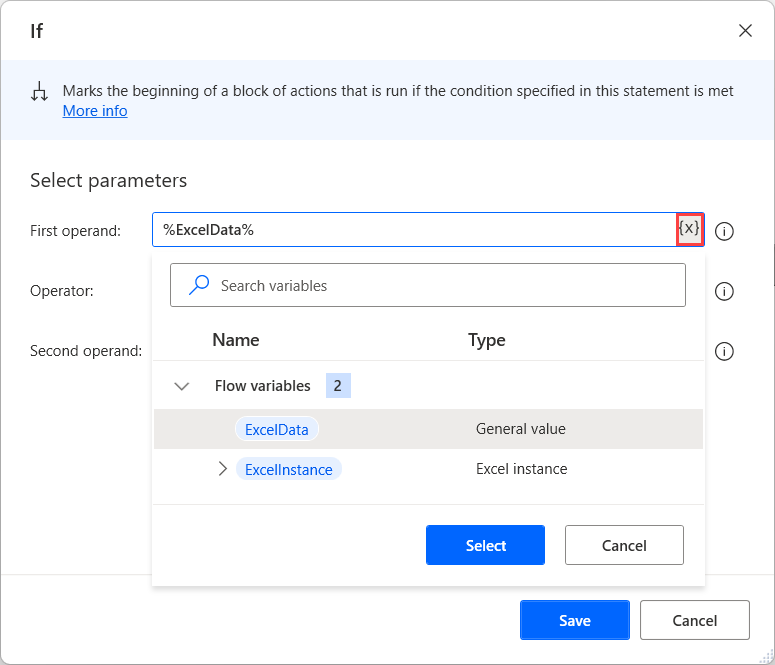 If
Marks the beginning of a block of actions that is run if the condition specified in this statement is met
More info
Select parameters
First operand:
%ExcelData%
{x}
Operator:
Search variables
Second operand:
Name Type
Flow variables 2
ExcelData General value
ExcelInstance Excel instance
Select Cancel
Save Cancel